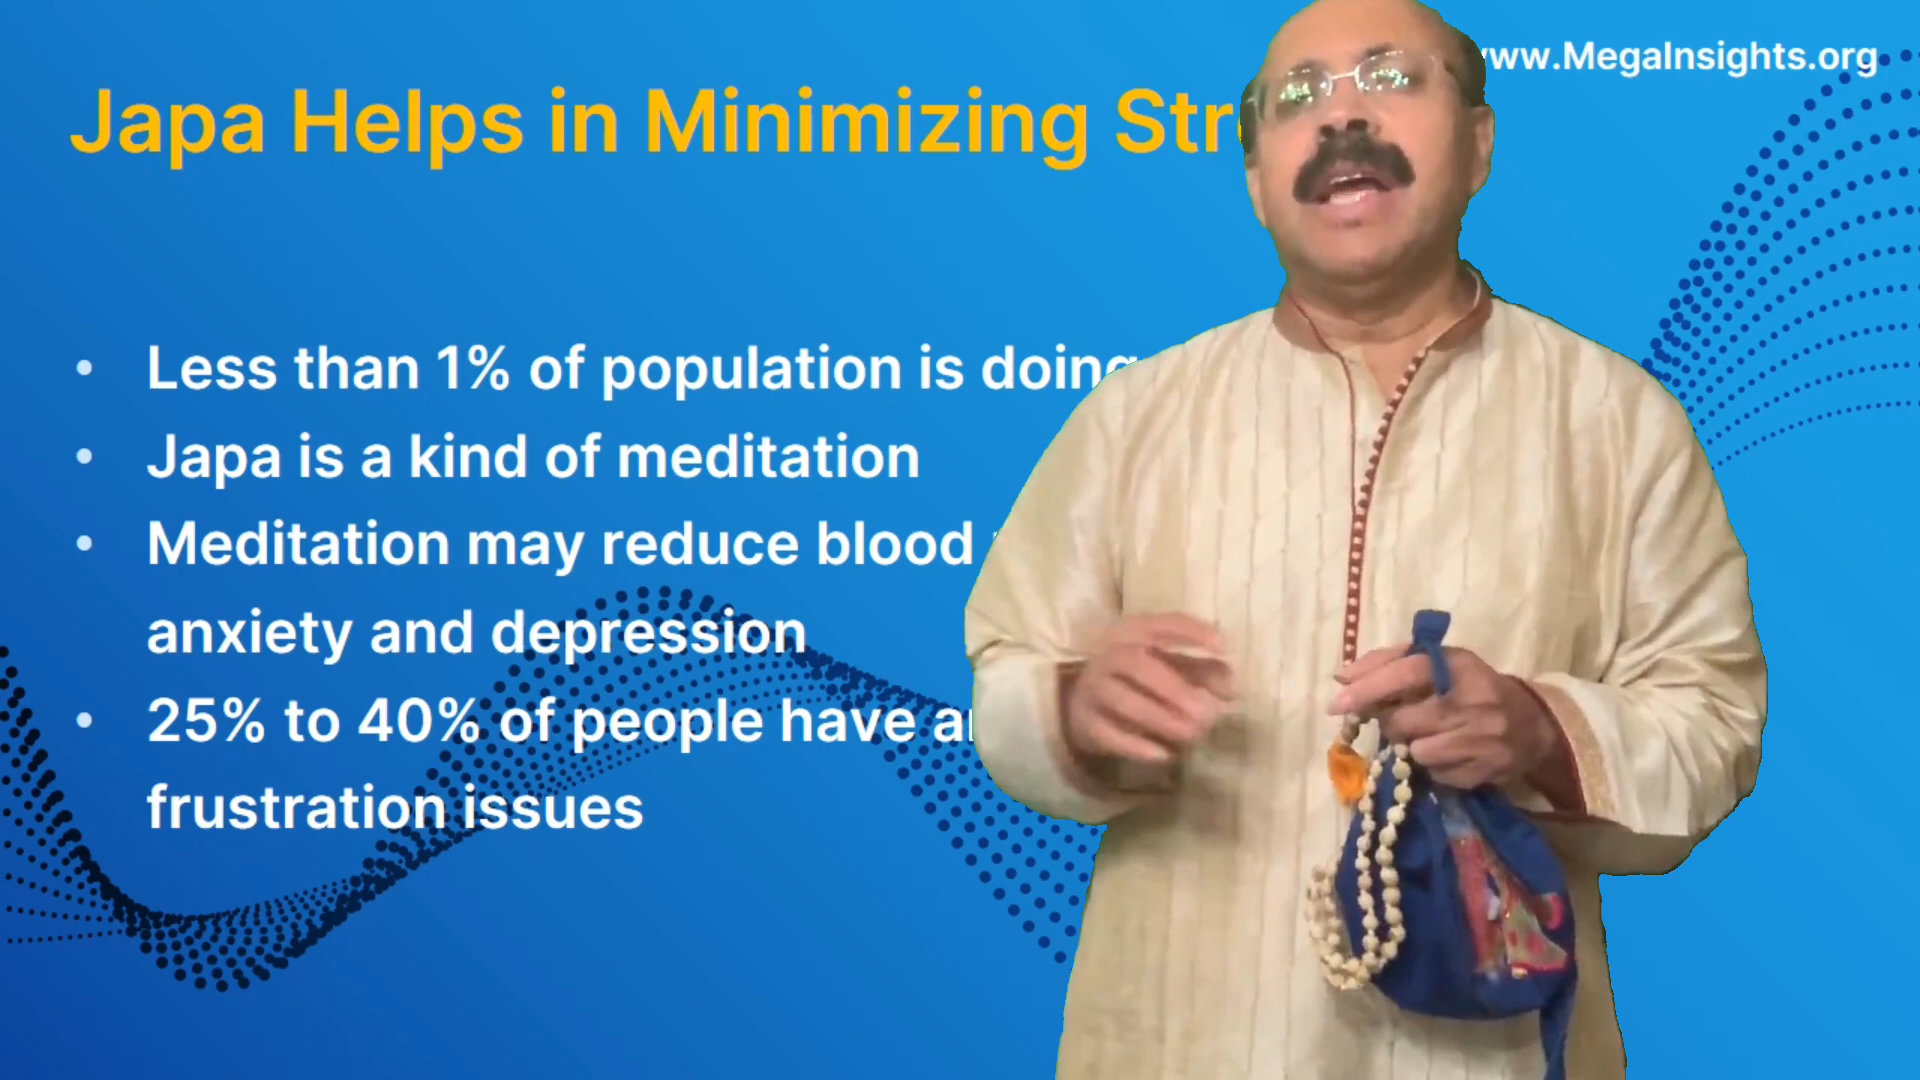 www.MegaInsights.org
Japa Helps in Minimizing
Less than 1% of population is doing
Japa is a kind of meditation
Meditation may reduce blood
anxiety and depression
25% to 40% of people have
frustration issues